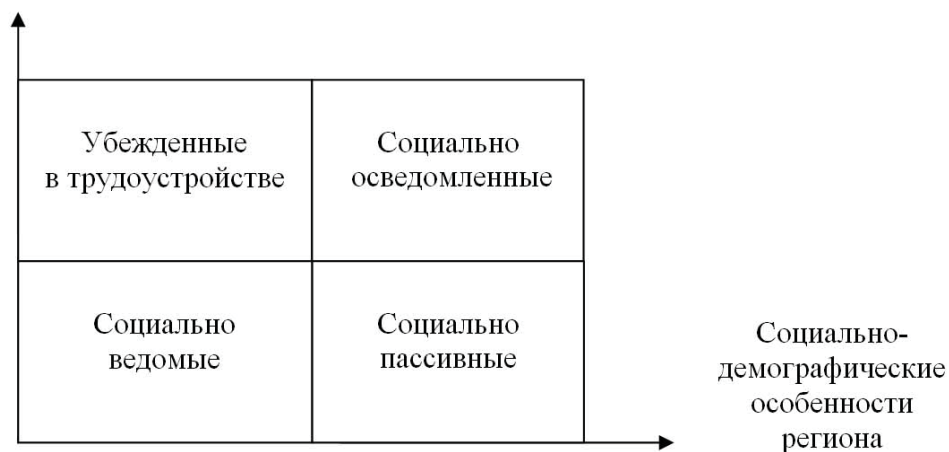 Убежденные
в трудоустройстве
Социально
осведомленные
Социально
ведомые
Социально
пассивные
Социально-
демографические
особенности
региона